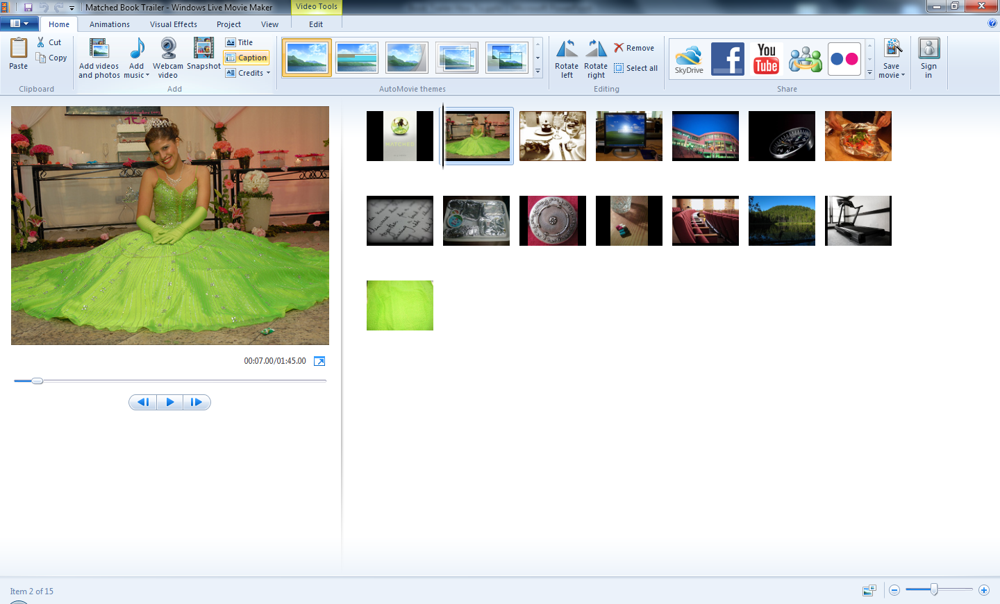 Matched Book Trailer - Windows Live Movie Maker
Video Tools
Home
Animations
Visual Effects
Project
View
Edit
Paste
Cut
Copy
Clipboard
Add videos
and photos
Add
music
Webcam
video
Snapshot
Title
Caption
Credits
Add
AutoMovie themes
Rotate
left
Rotate
right
Remove
Select all
Editing
SkyDrive
f
You
Tube
Share
Save
movie
Sign
in
MATCHED
00:07.00/01:45.00
Item 2 of 15